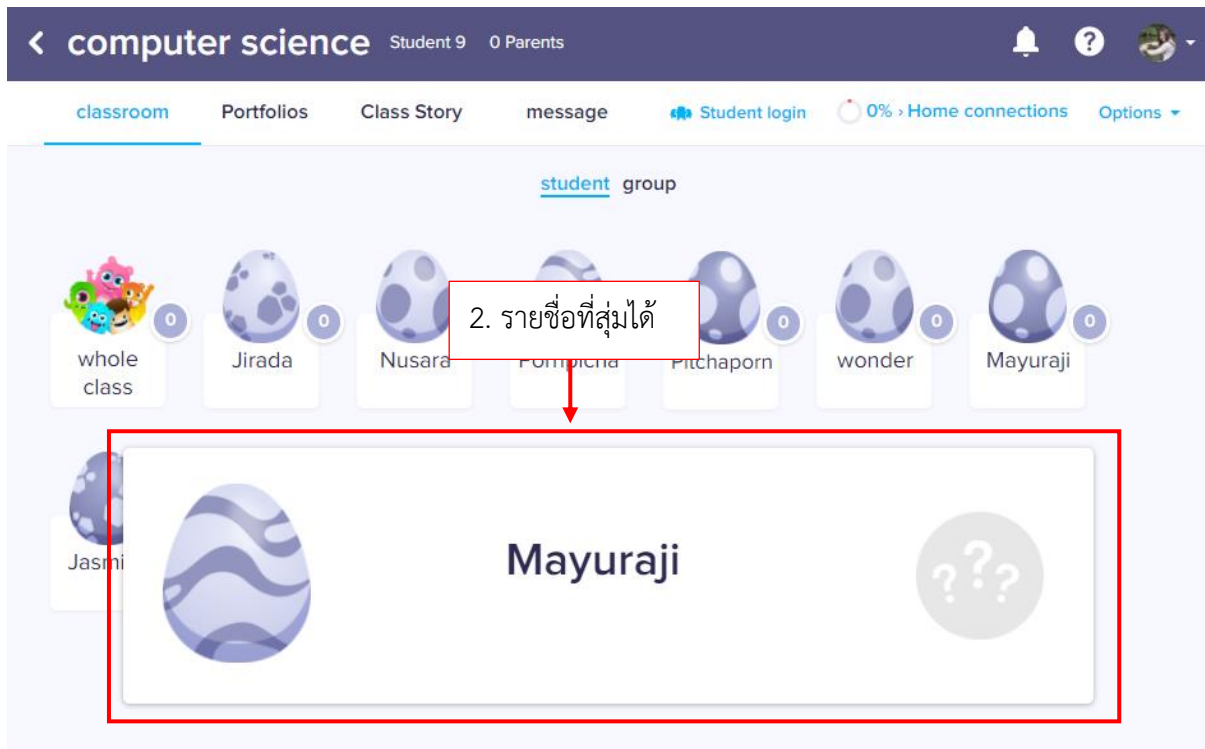 computer science Student 9 0 Parents ?
classroom Portfolios Class Story message Student login 0% › Home connections Options
student group
0 0 0 0 0
2. รายชื่อที่สุ่มได้
whole class Jirada Nusara Pitchaporn wonder Mayuraji
Mayuraji
???